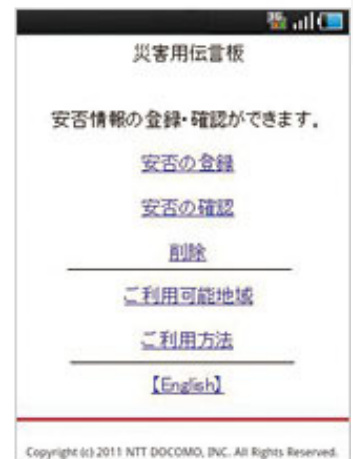 災害用伝言板
安否情報の登録・確認ができます。
安否の登録
安否の確認
削除
ご利用可能地域
ご利用方法
【English】
Copyright (c) 2011 NTT DOCOMO, INC. All Rights Reserved.